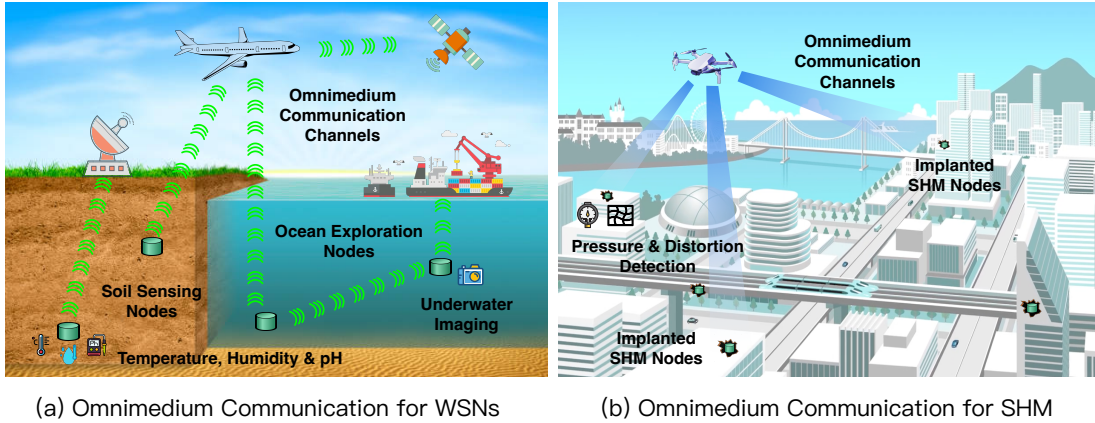 Omnimedium
Communication
Channels
Ocean Exploration
Nodes
Soil Sensing
Nodes
Underwater
Imaging
Temperature, Humidity & pH
(a) Omnimedium Communication for WSNs
Omnimedium
Communication
Channels
Implanted
SHM Nodes
Pressure & Distortion
Detection
Implanted
SHM Nodes
(b) Omnimedium Communication for SHM